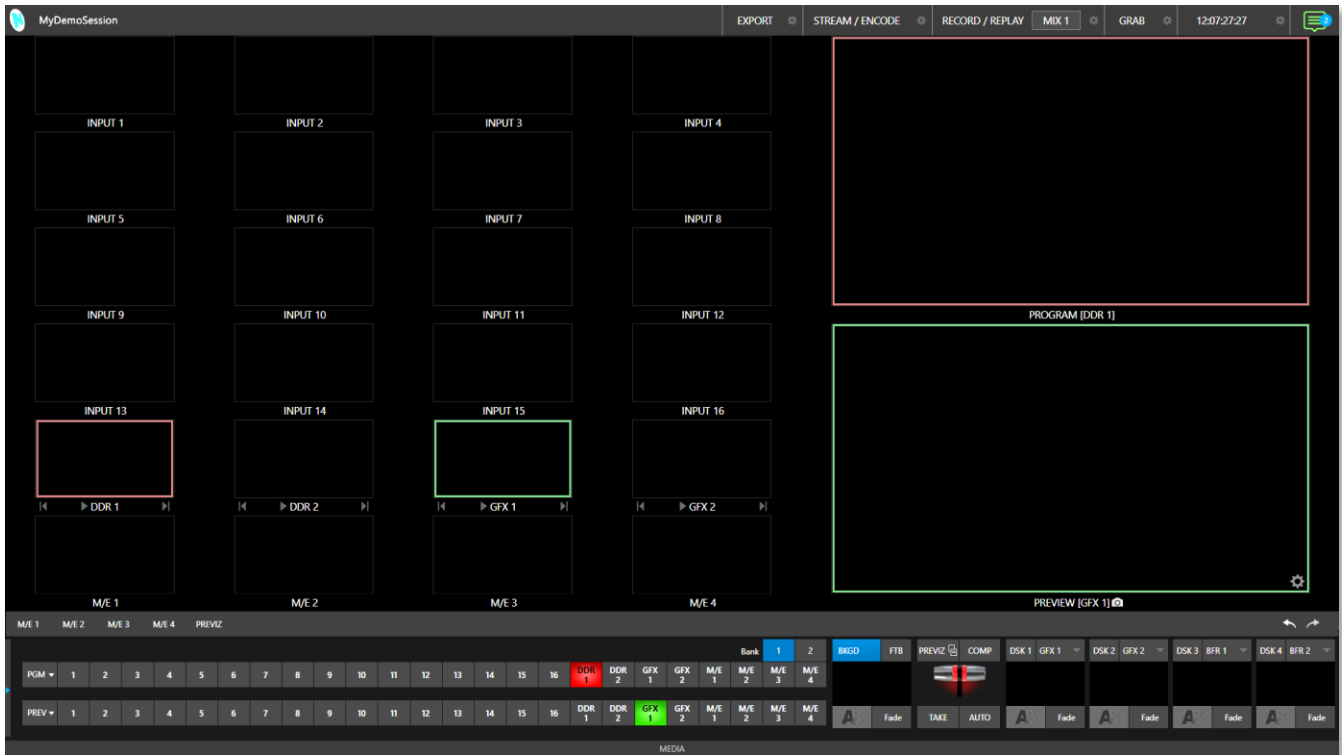 MyDemoSession EXPORT STREAM / ENCODE RECORD / REPLAY MIX 1 GRAB 12:07:27:27 2
INPUT 1 INPUT 2 INPUT 3 INPUT 4
INPUT 5 INPUT 6 INPUT 7 INPUT 8
INPUT 9 INPUT 10 INPUT 11 INPUT 12
PROGRAM [DDR 1]
INPUT 13 INPUT 14 INPUT 15 INPUT 16
DDR 1 DDR 2 GFX 1 GFX 2
M/E 1 M/E 2 M/E 3 M/E 4
PREVIEW [GFX 1]
M/E 1 M/E 2 M/E 3 M/E 4 PREVIZ
Bank 1 2 BKGD FTB PREVIZ COMP DSK 1 GFX 1 DSK 2 GFX 2 DSK 3 BFR 1 DSK 4 BFR 2
PGM 1 2 3 4 5 6 7 8 9 10 11 12 13 14 15 16 DDR 1 DDR 2 GFX 1 GFX 2 M/E 1 M/E 2 M/E 3 M/E 4
PREV 1 2 3 4 5 6 7 8 9 10 11 12 13 14 15 16 DDR 1 DDR 2 GFX 1 GFX 2 M/E 1 M/E 2 M/E 3 M/E 4
Fade TAKE AUTO Fade Fade Fade Fade
MEDIA